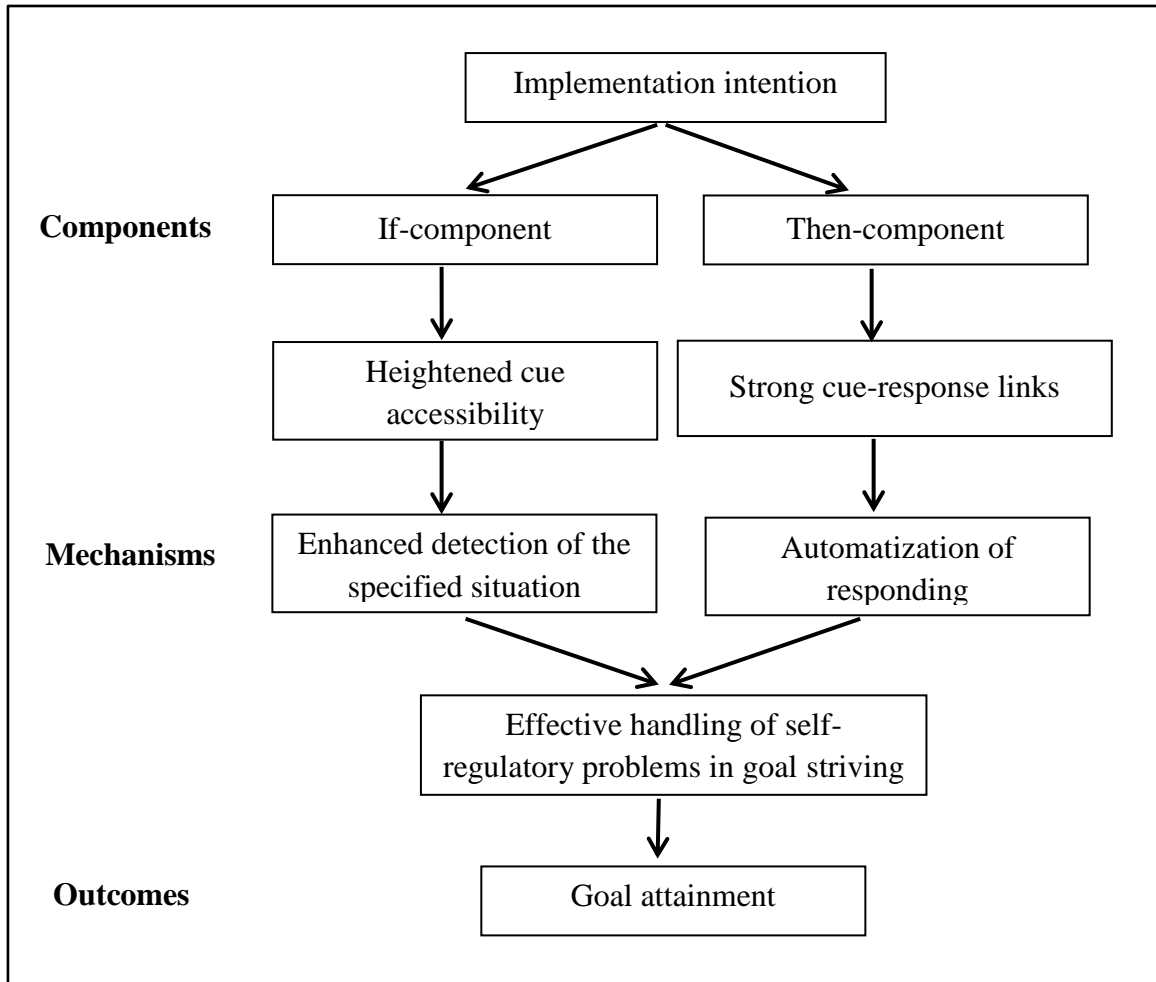 Implementation intention
Components
If-component
Then-component
Heightened cue
accessibility
Strong cue-response links
Mechanisms
Enhanced detection of the
specified situation
Automatization of
responding
Effective handling of self-
regulatory problems in goal striving
Outcomes
Goal attainment